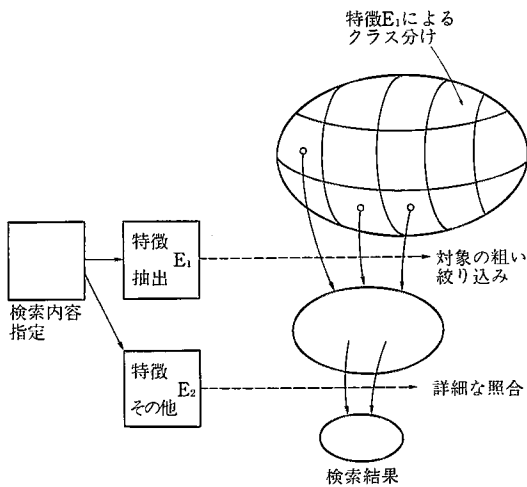 特徴E₁による
クラス分け
特徴
抽出
E₁
対象の粗い
絞り込み
検索内容
指定
特徴
その他
E₂
詳細な照合
検索結果